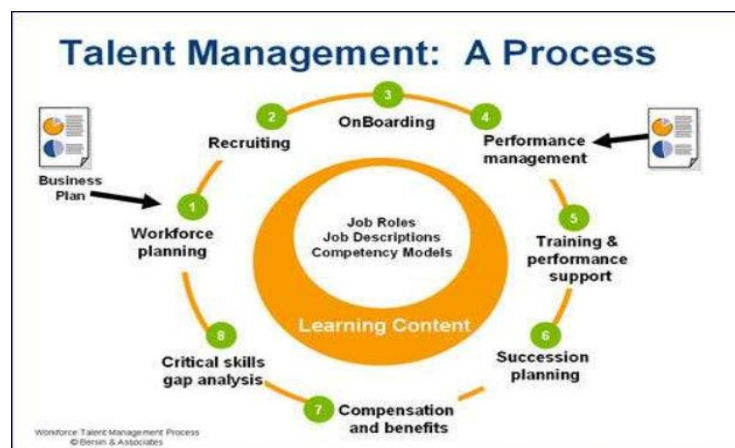 Talent Management: A Process
Business
Plan
1
Workforce
planning
2
Recruiting
3
OnBoarding
4
Performance
management
5
Training &
performance
support
6
Succession
planning
7
Compensation
and benefits
8
Critical skills
gap analysis
Job Roles
Job Descriptions
Competency Models
Learning Content
Workforce Talent Management Process
© Bersin & Associates